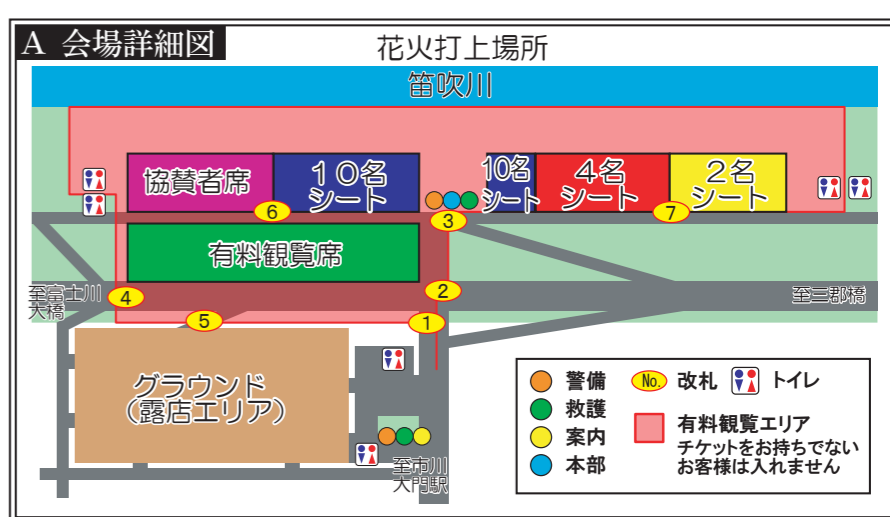 A 会場詳細図
花火打上場所
笛吹川
協賛者席
10名
シート
10名
シート
4名
シート
2名
シート
6
3
7
有料観覧席
至富士川
大橋
4
5
2
1
至三郡橋
グラウンド
(露店エリア)
至市川
大門駅
警備
救護
案内
本部
No.
改札
トイレ
有料観覧エリア
チケットをお持ちでない
お客様は入れません